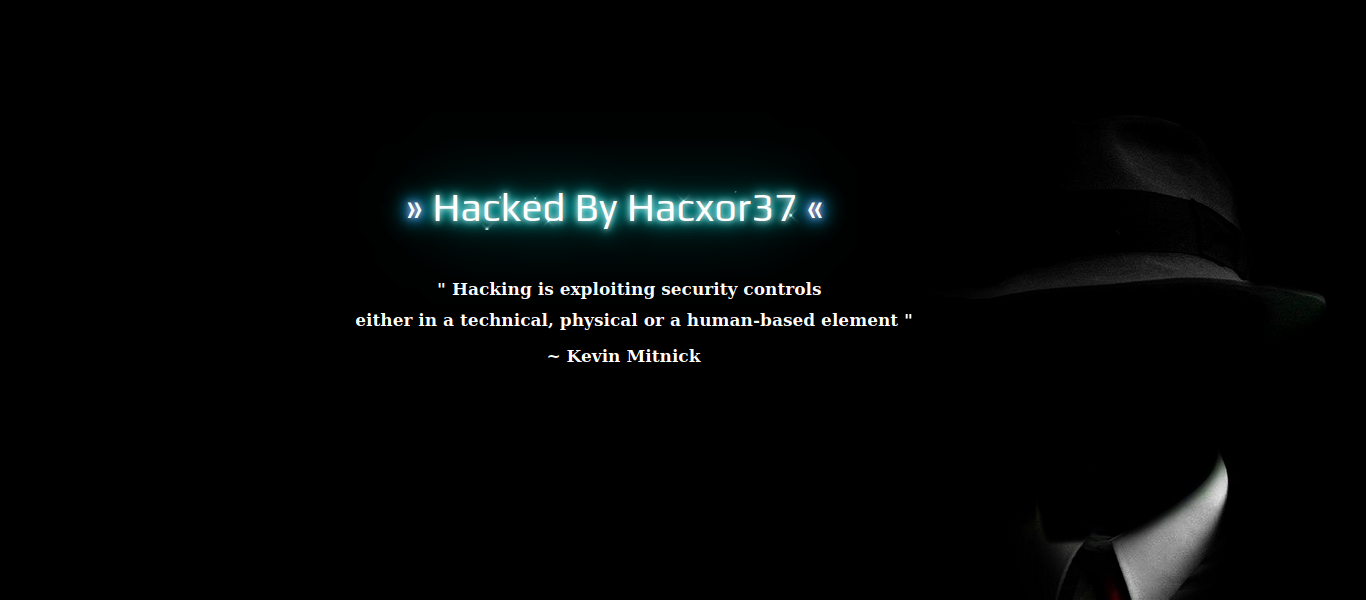 » Hacked By Hacxor37 «
" Hacking is exploiting security controls
either in a technical, physical or a human-based element "
~ Kevin Mitnick